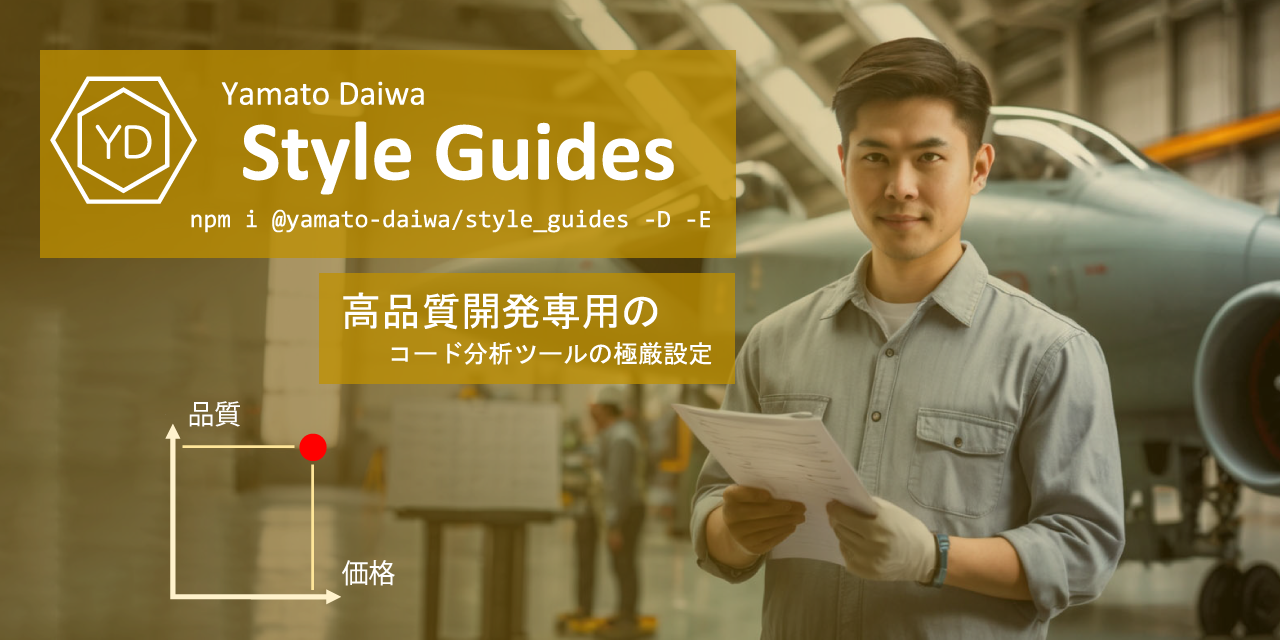 YD
Yamato Daiwa
Style Guides
npm i @yamato-daiwa/style_guides -D -E
高品質開発専用の
コード分析ツールの極厳設定
品質
価格